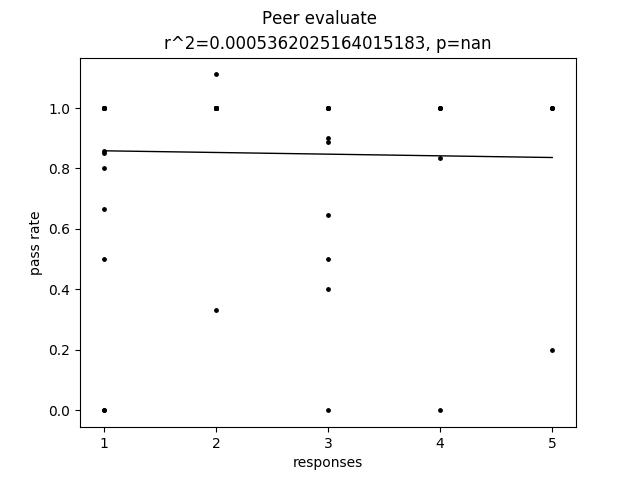 Peer evaluate
r^2=0.0005362025164015183, p=nan
1.0
0.8
0.6
0.4
0.2
0.0
pass rate
1 2 3 4 5
responses